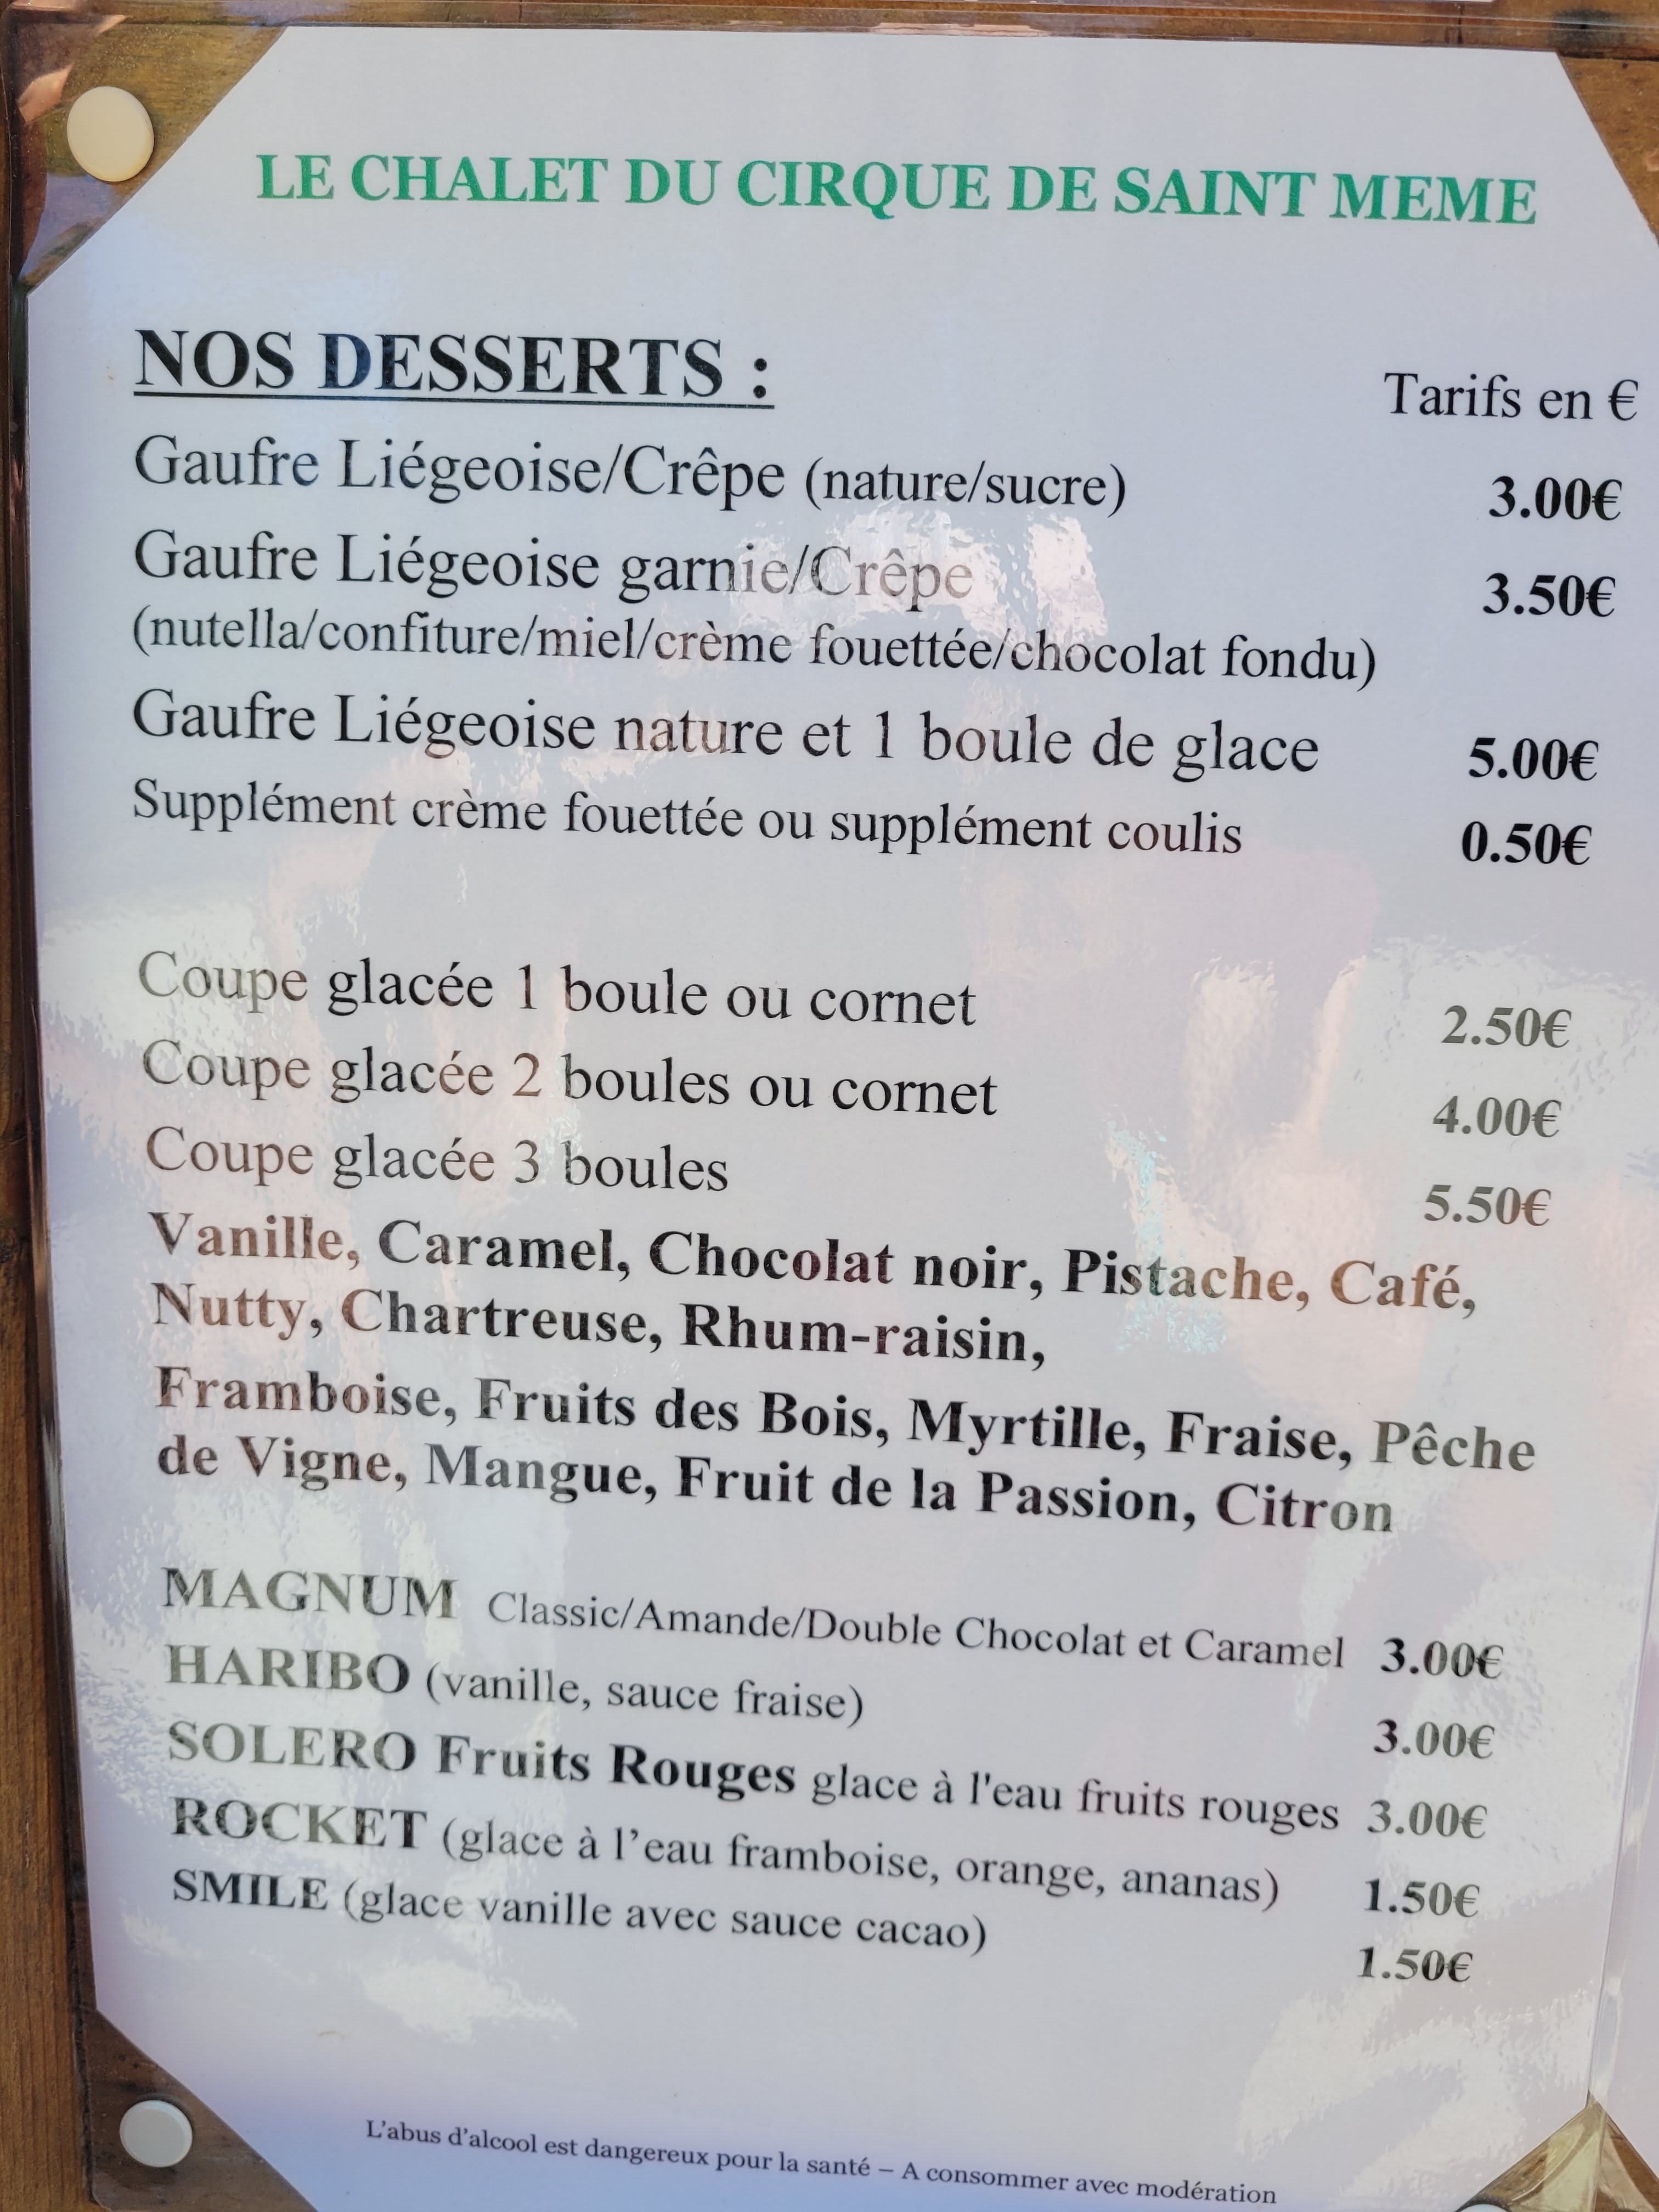 LE CHALET DU CIRQUE DE SAINT MEME
NOS DESSERTS :
Tarifs en €
Gaufre Liégeoise/Crêpe (nature/sucre) 3.00€
Gaufre Liégeoise garnie/Crêpe 3.50€
(nutella/confiture/miel/crème fouettée/chocolat fondu)
Gaufre Liégeoise nature et 1 boule de glace 5.00€
Supplément crème fouettée ou supplément coulis 0.50€
Coupe glacée 1 boule ou cornet 2.50€
Coupe glacée 2 boules ou cornet 4.00€
Coupe glacée 3 boules 5.50€
Vanille, Caramel, Chocolat noir, Pistache, Café,
Nutty, Chartreuse, Rhum-raisin,
Framboise, Fruits des Bois, Myrtille, Fraise, Pêche
de Vigne, Mangue, Fruit de la Passion, Citron
MAGNUM Classic/Amande/Double Chocolat et Caramel 3.00€
HARIBO (vanille, sauce fraise) 3.00€
SOLERO Fruits Rouges glace à l'eau fruits rouges 3.00€
ROCKET (glace à l’eau framboise, orange, ananas) 1.50€
SMILE (glace vanille avec sauce cacao) 1.50€
L’abus d’alcool est dangereux pour la santé – A consommer avec modération